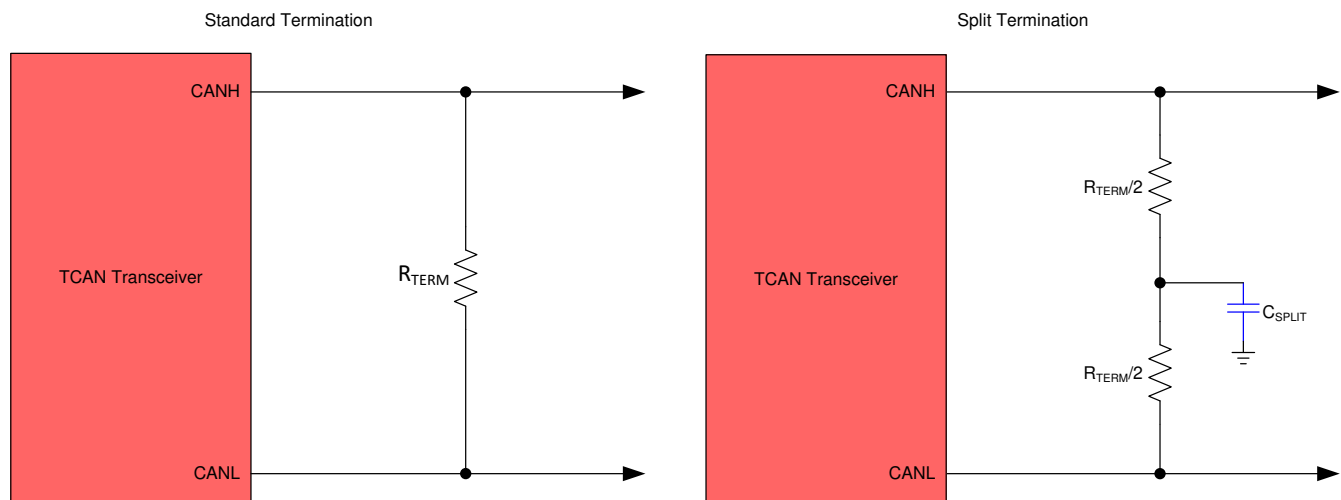 Standard Termination
CANH
TCAN Transceiver
RTERM
CANL
Split Termination
CANH
RTERM/2
TCAN Transceiver
CSPLIT
RTERM/2
CANL